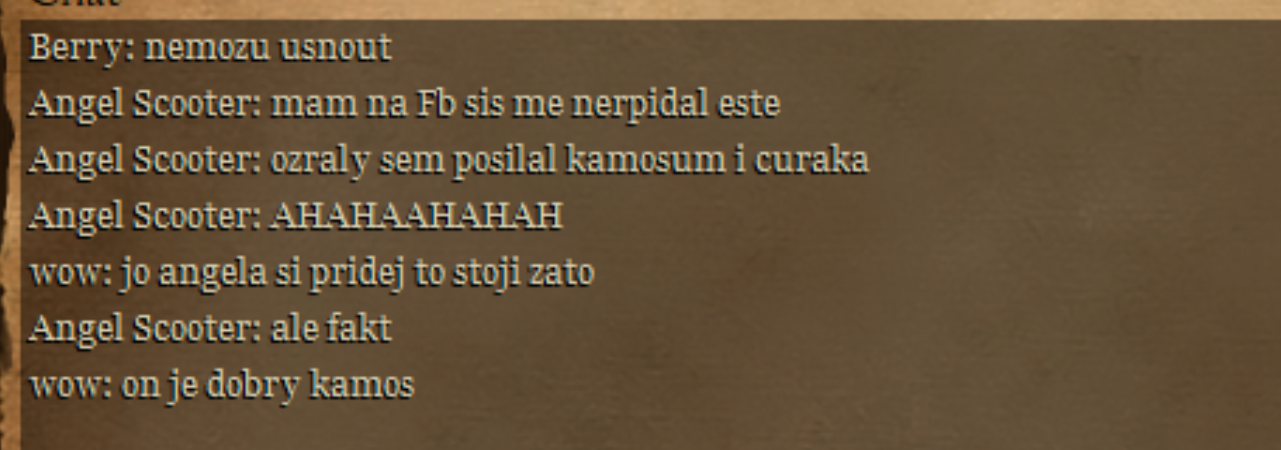 Chat
Berry: nemozu usnout
Angel Scooter: mam na Fb sis me nerpidal este
Angel Scooter: ozraly sem posilal kamosum i curaka
Angel Scooter: AHAHAAHAHAH
wow: jo angela si pridej to stoji zato
Angel Scooter: ale fakt
wow: on je dobry kamos